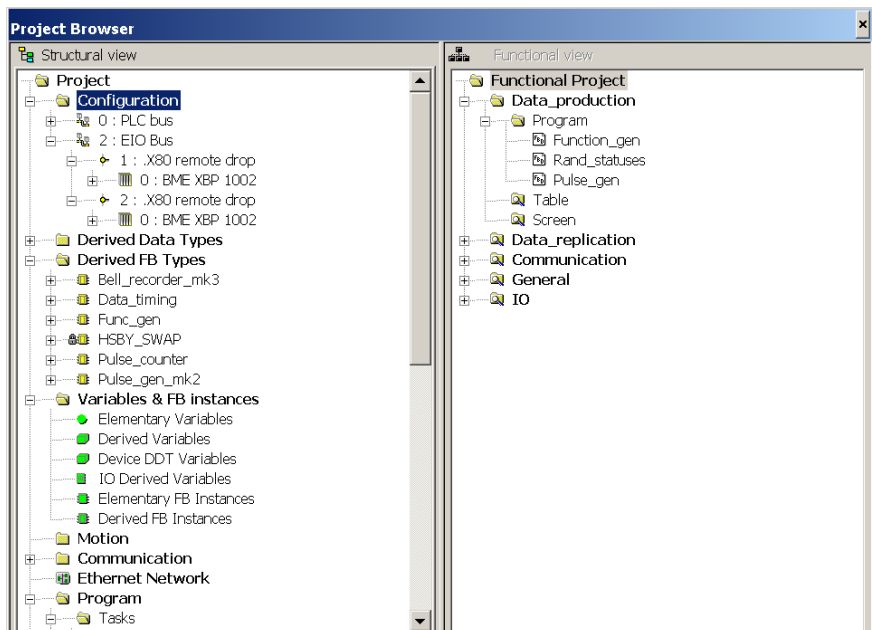 Project Browser
Structural view
Project
Configuration
0 : PLC bus
2 : EIO Bus
1 : .X80 remote drop
0 : BME XBP 1002
2 : .X80 remote drop
0 : BME XBP 1002
Derived Data Types
Derived FB Types
Bell_recorder_mk3
Data_timing
Func_gen
HSBY_SWAP
Pulse_counter
Pulse_gen_mk2
Variables & FB instances
Elementary Variables
Derived Variables
Device DDT Variables
IO Derived Variables
Elementary FB Instances
Derived FB Instances
Motion
Communication
Ethernet Network
Program
Tasks
Functional view
Functional Project
Data_production
Program
Function_gen
Rand_statuses
Pulse_gen
Table
Screen
Data_replication
Communication
General
IO